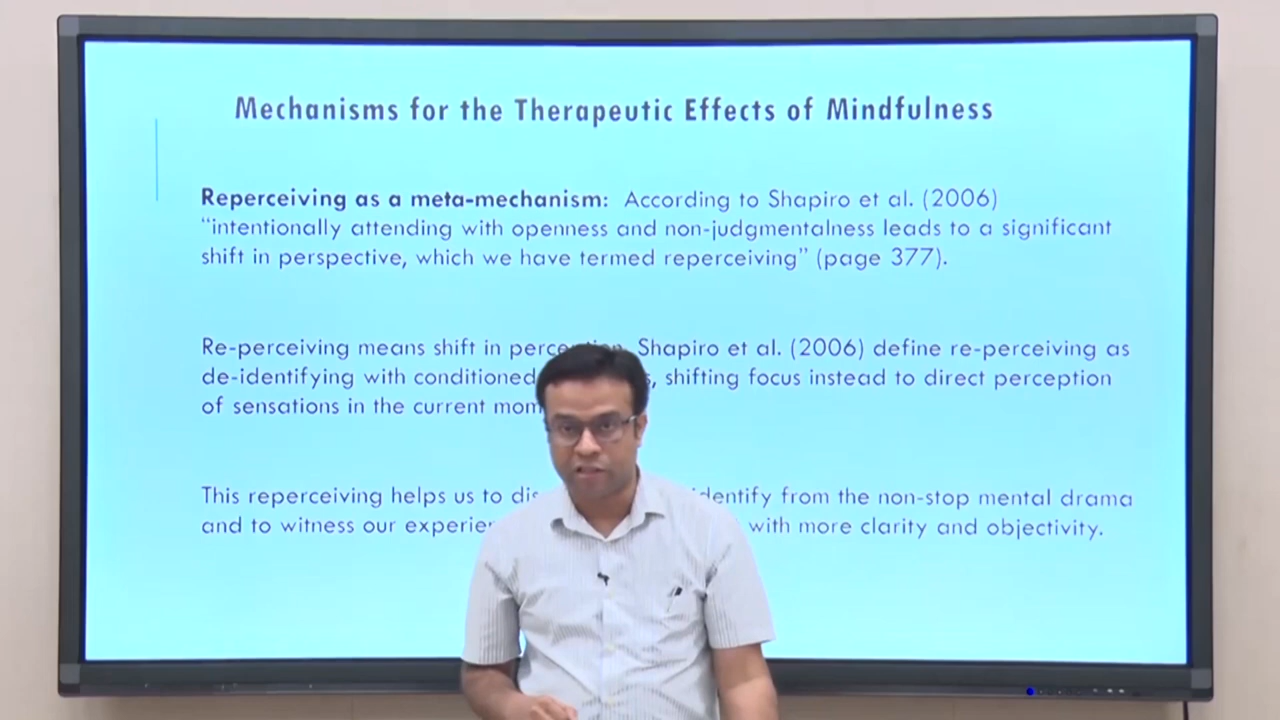 Mechanisms for the Therapeutic Effects of Mindfulness
Reperceiving as a meta-mechanism: According to Shapiro et al. (2006)
“intentionally attending with openness and non-judgmentalness leads to a significant
shift in perspective, which we have termed reperceiving” (page 377).
Re-perceiving means shift in Shapiro et al. (2006) define re-perceiving as
de-identifying with conditioned shifting focus instead to direct perception
of sensations in the current
This reperceiving helps us to identify from the non-stop mental drama
and to witness our with more clarity and objectivity.